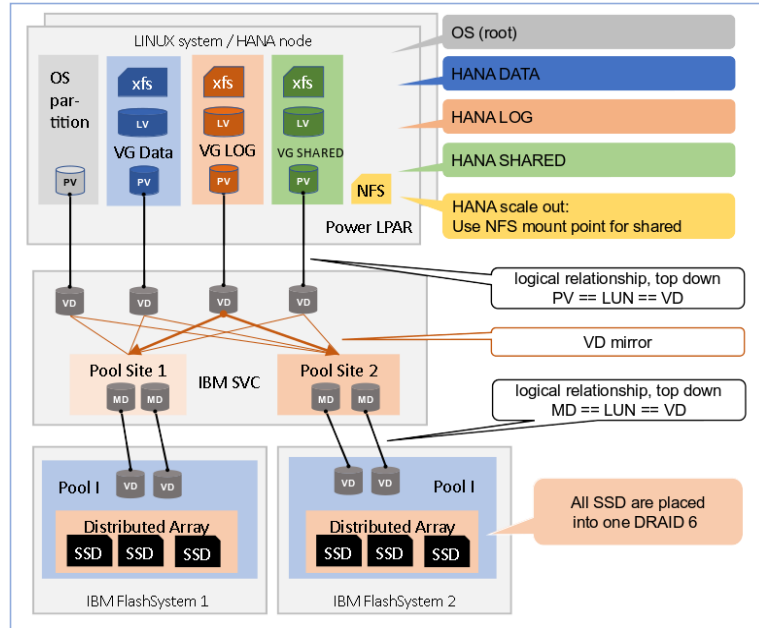 LINUX system / HANA node
OS
par-
tition
PV
xfs
LV
VG Data
PV
xfs
LV
VG LOG
PV
xfs
LV
VG SHARED
PV
NFS
Power LPAR
OS (root)
HANA DATA
HANA LOG
HANA SHARED
HANA scale out:
Use NFS mount point for shared
logical relationship, top down
PV == LUN == VD
VD
VD
VD
VD
VD mirror
Pool Site 1
MD
MD
IBM SVC
Pool Site 2
MD
MD
logical relationship, top down
MD == LUN == VD
Pool I
VD
VD
Distributed Array
SSD
SSD
SSD
IBM FlashSystem 1
VD
VD
Pool I
Distributed Array
SSD
SSD
SSD
IBM FlashSystem 2
All SSD are placed
into one DRAID 6